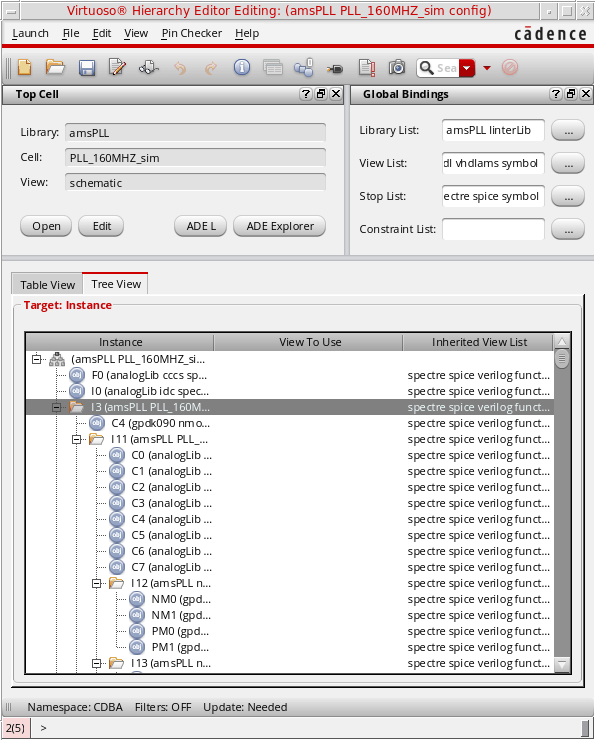 Virtuoso® Hierarchy Editor Editing: (amsPLL PLL_160MHZ_sim config)
Launch File Edit View Pin Checker Help
cādence
Sea
Top Cell
Global Bindings
Library: amsPLL
Library List: amsPLL linterLib ...
Cell: PLL_160MHZ_sim
View List: dl vhdlams symbol ...
View: schematic
Stop List: ectre spice symbol ...
Open Edit ADE L ADE Explorer
Constraint List: ...
Table View Tree View
Target: Instance
Instance View To Use Inherited View List
(amsPLL PLL_160MHZ_si...
F0 (analogLib cccs sp... spectre spice verilog funct...
I0 (analogLib idc spec... spectre spice verilog funct...
I3 (amsPLL PLL_160M... spectre spice verilog funct...
C4 (gpdk090 nmo... spectre spice verilog funct...
I11 (amsPLL PLL_... spectre spice verilog funct...
C0 (analogLib ... spectre spice verilog funct...
C1 (analogLib ... spectre spice verilog funct...
C2 (analogLib ... spectre spice verilog funct...
C3 (analogLib ... spectre spice verilog funct...
C4 (analogLib ... spectre spice verilog funct...
C5 (analogLib ... spectre spice verilog funct...
C6 (analogLib ... spectre spice verilog funct...
C7 (analogLib ... spectre spice verilog funct...
I12 (amsPLL n... spectre spice verilog funct...
NM0 (gpd... spectre spice verilog funct...
NM1 (gpd... spectre spice verilog funct...
PM0 (gpd... spectre spice verilog funct...
PM1 (gpd... spectre spice verilog funct...
I13 (amsPLL n... spectre spice verilog funct...
Namespace: CDBA Filters: OFF Update: Needed
2(5) >